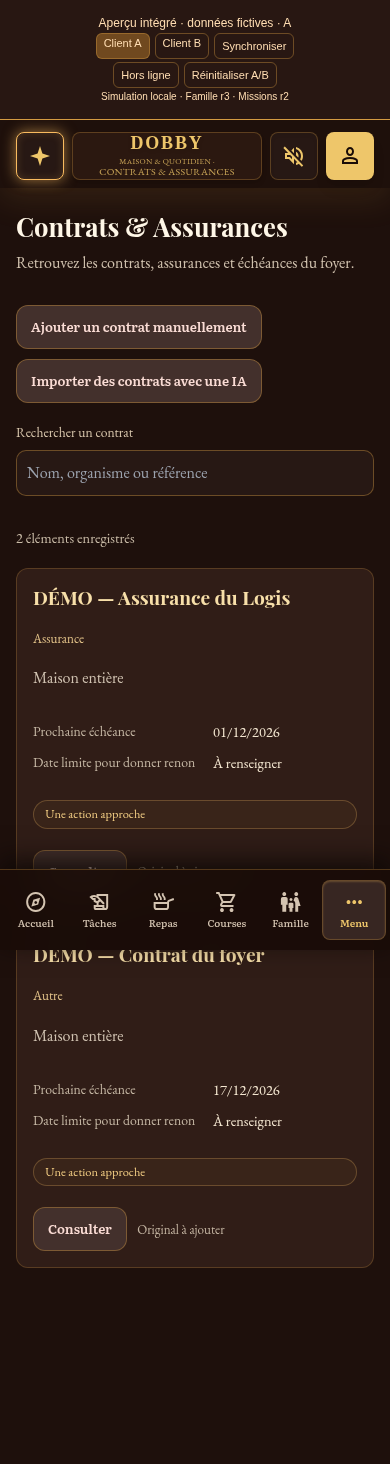 Aperçu intégré · données fictives · A
Client A
Client B
Synchroniser
Hors ligne
Réinitialiser A/B
Simulation locale · Famille r3 · Missions r2
DOBBY
MAISON & QUOTIDIEN ·
CONTRATS & ASSURANCES
Contrats & Assurances
Retrouvez les contrats, assurances et échéances du foyer.
Ajouter un contrat manuellement
Importer des contrats avec une IA
Rechercher un contrat
Nom, organisme ou référence
2 éléments enregistrés
DÉMO — Assurance du Logis
Assurance
Maison entière
Prochaine échéance 01/12/2026
Date limite pour donner renon À renseigner
Une action approche
Accueil
Tâches
Repas
Courses
Famille
Menu
DÉMO — Contrat du foyer
Autre
Maison entière
Prochaine échéance 17/12/2026
Date limite pour donner renon À renseigner
Une action approche
Consulter
Original à ajouter